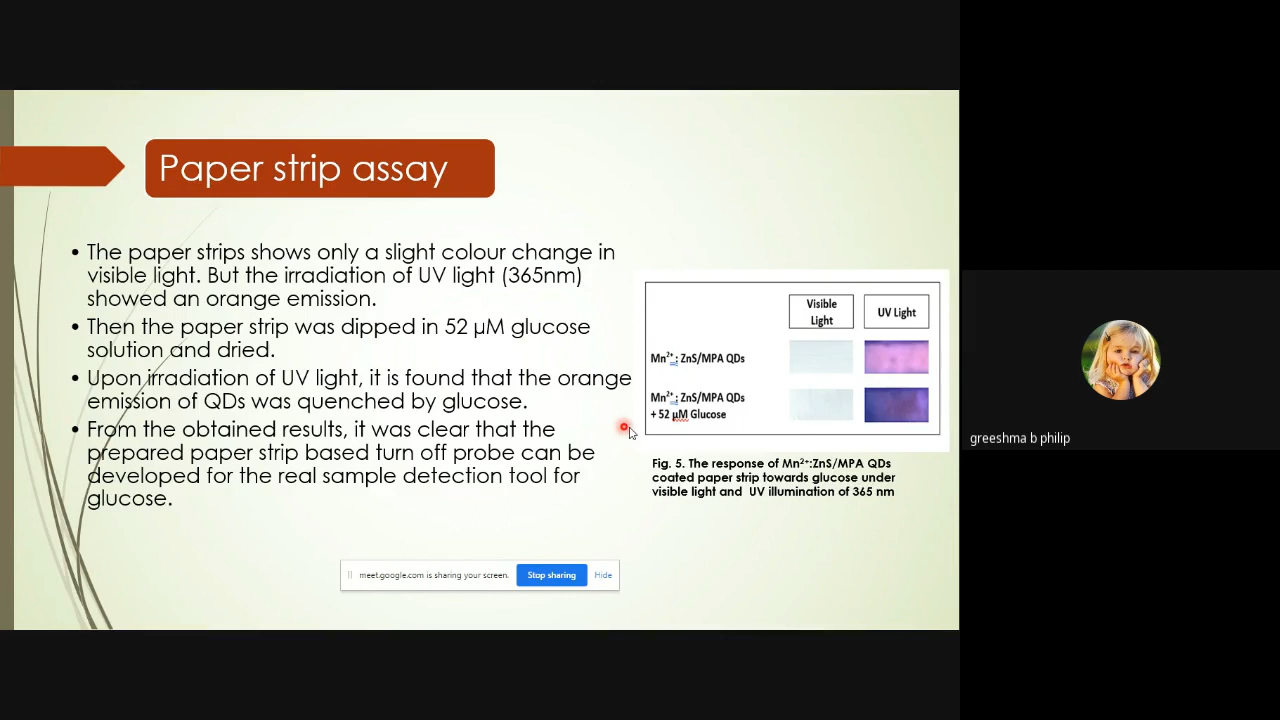 Paper strip assay
• The paper strips shows only a slight colour change in
visible light. But the irradiation of UV light (365nm)
showed an orange emission.
• Then the paper strip was dipped in 52 µM glucose
solution and dried.
• Upon irradiation of UV light, it is found that the orange
emission of QDs was quenched by glucose.
• From the obtained results, it was clear that the
prepared paper strip based turn off probe can be
developed for the real sample detection tool for
glucose.
Visible
Light
UV Light
Mn²⁺: ZnS/MPA QDs
Mn²⁺: ZnS/MPA QDs
+ 52 µM Glucose
Fig. 5. The response of Mn²⁺:ZnS/MPA QDs
coated paper strip towards glucose under
visible light and UV illumination of 365 nm
meet.google.com is sharing your screen.
Stop sharing
Hide
greeshma b philip